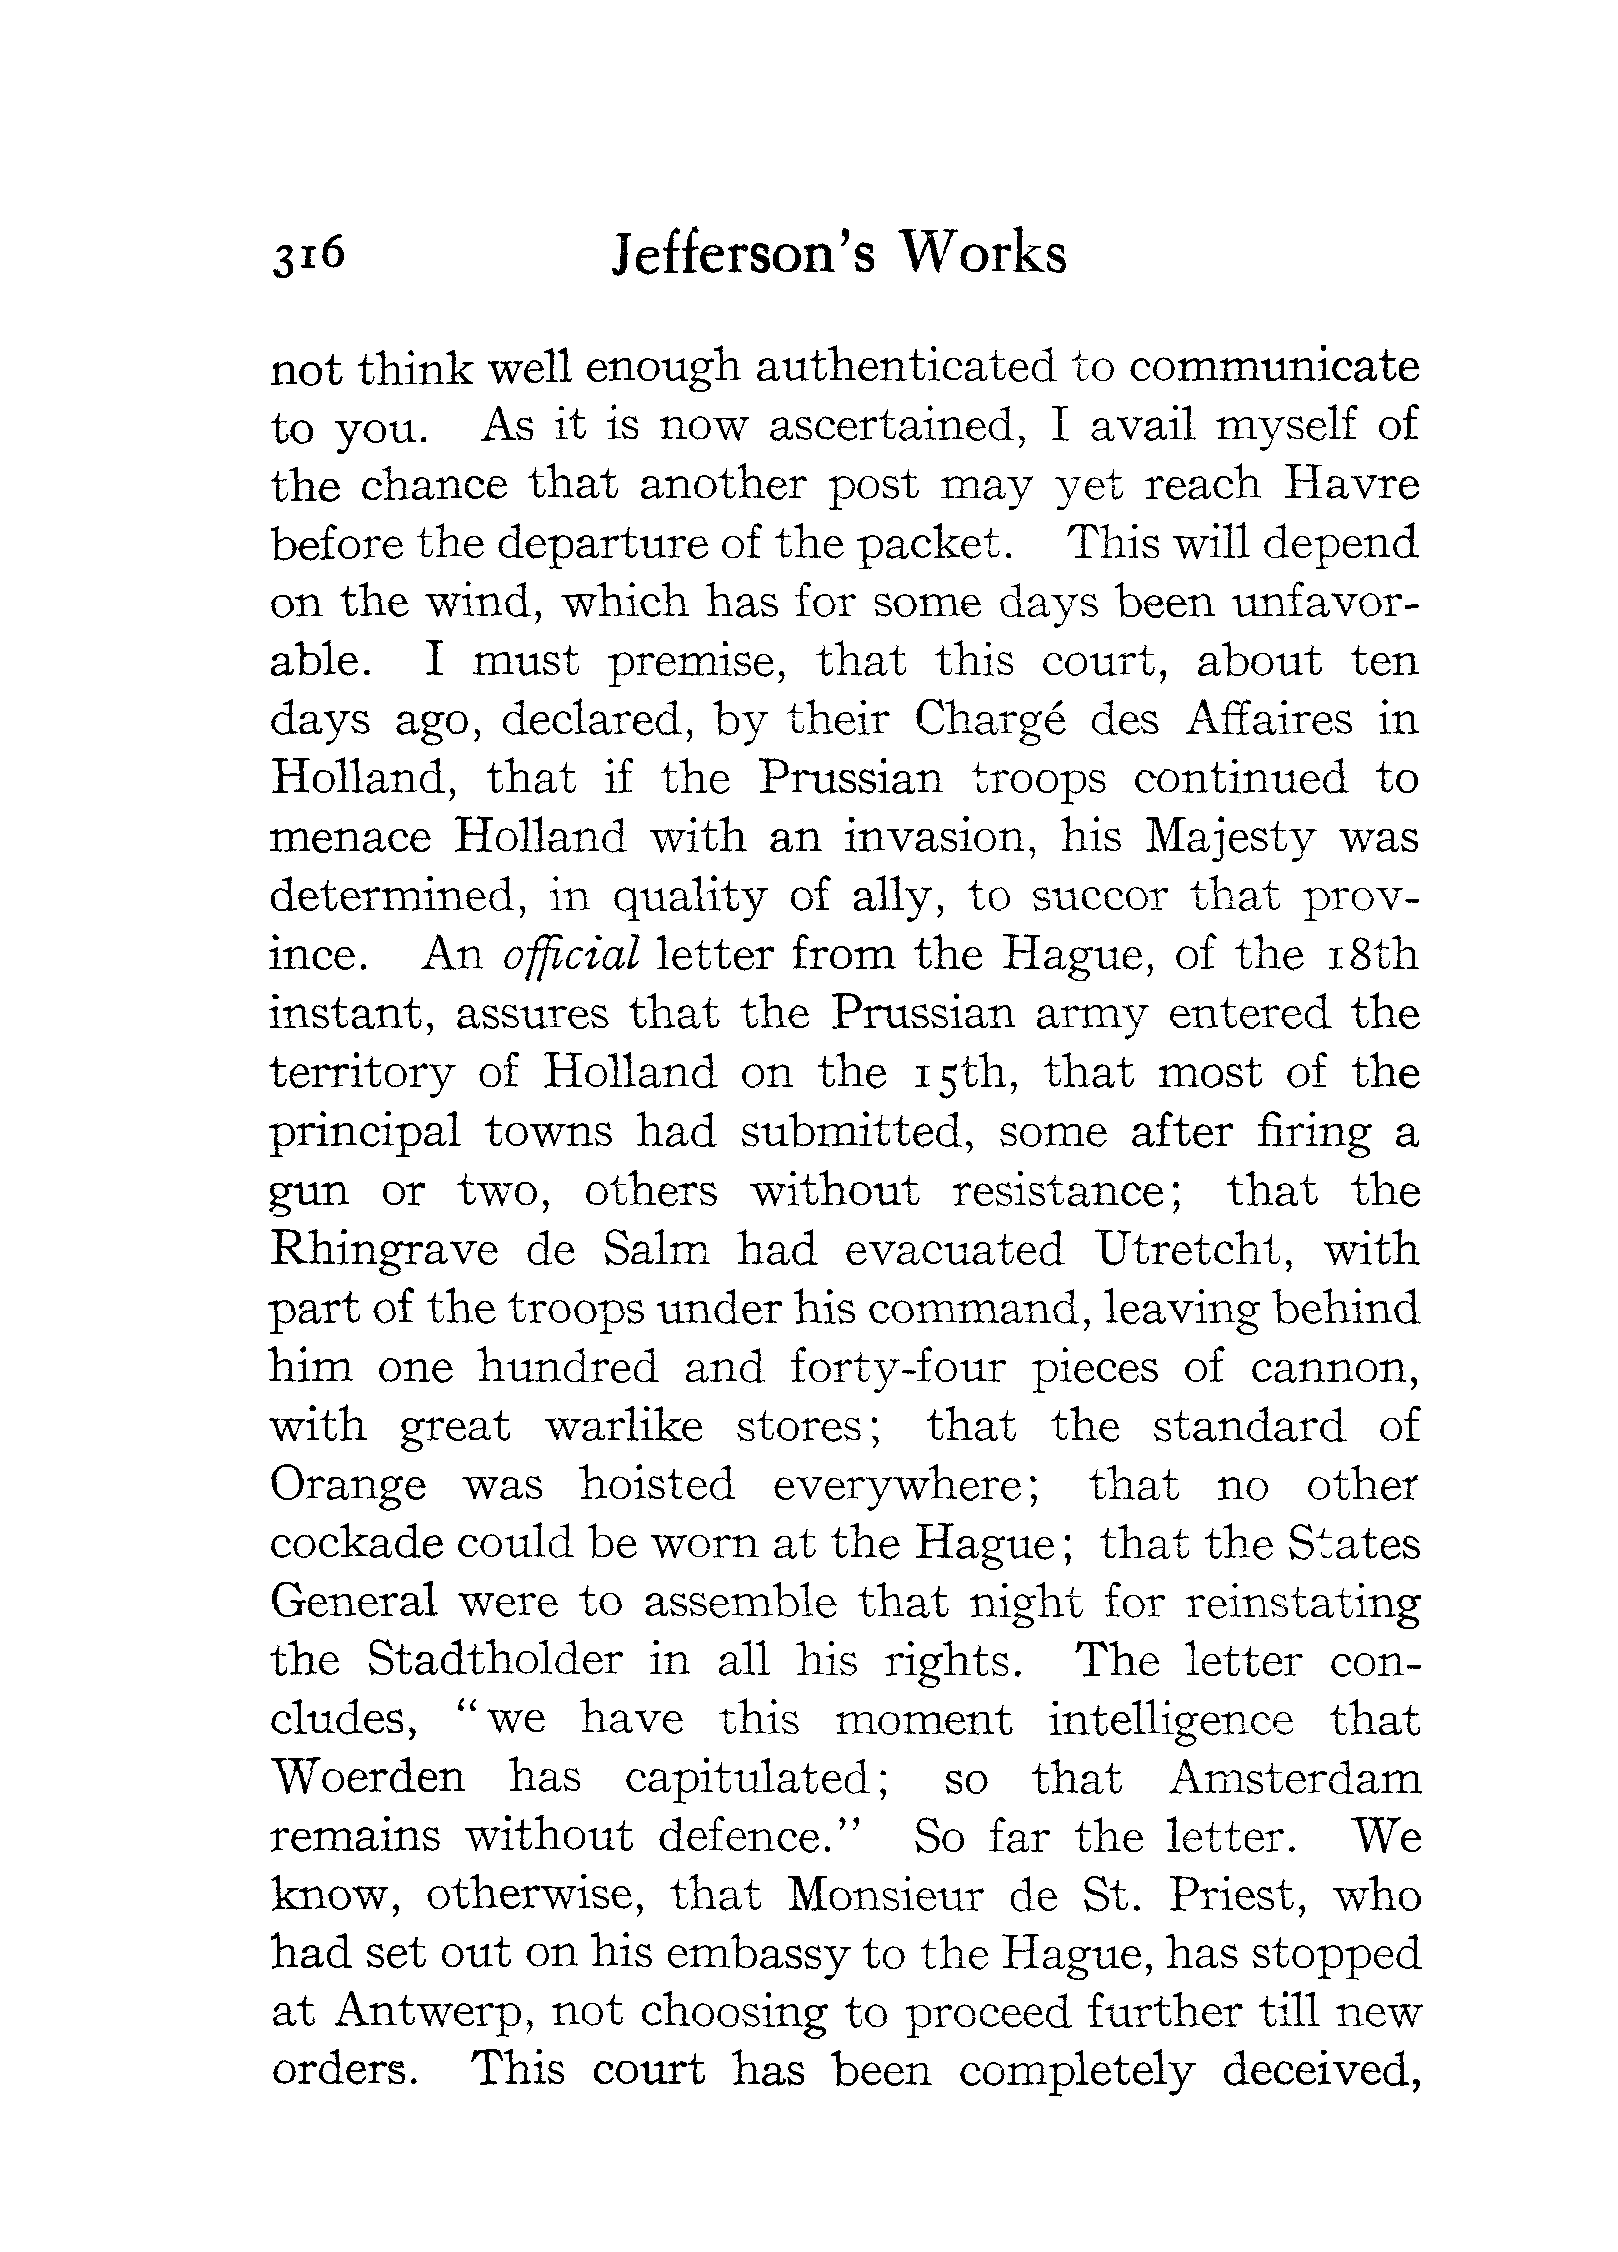 316 Jefferson's Works
not think well enough authenticated to communicate
to you. As it is now ascertained, I avail myself of
the chance that another post may yet reach Havre
before the departure of the packet. This will depend
on the wind, which has for some days been unfavor-
able. I must premise, that this court, about ten
days ago, declared, by their Chargé des Affaires in
Holland, that if the Prussian troops continued to
menace Holland with an invasion, his Majesty was
determined, in quality of ally, to succor that prov-
ince. An official letter from the Hague, of the 18th
instant, assures that the Prussian army entered the
territory of Holland on the 15th, that most of the
principal towns had submitted, some after firing a
gun or two, others without resistance; that the
Rhingrave de Salm had evacuated Utretcht, with
part of the troops under his command, leaving behind
him one hundred and forty-four pieces of cannon,
with great warlike stores; that the standard of
Orange was hoisted everywhere; that no other
cockade could be worn at the Hague; that the States
General were to assemble that night for reinstating
the Stadtholder in all his rights. The letter con-
cludes, "we have this moment intelligence that
Woerden has capitulated; so that Amsterdam
remains without defence." So far the letter. We
know, otherwise, that Monsieur de St. Priest, who
had set out on his embassy to the Hague, has stopped
at Antwerp, not choosing to proceed further till new
orders. This court has been completely deceived,